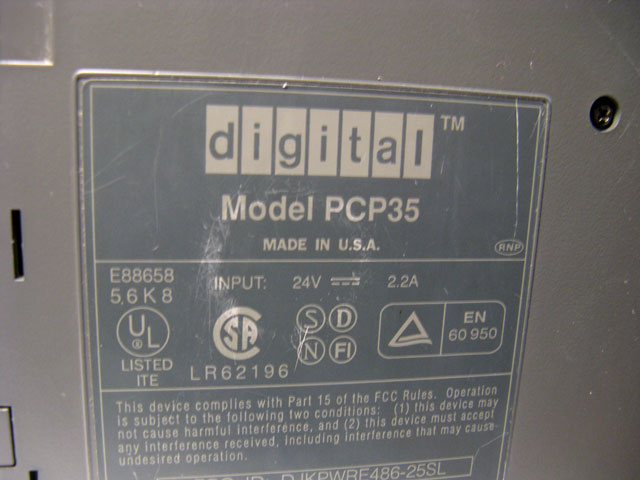 digital TM
Model PCP35
MADE IN U.S.A.
RNP
E88658
5 6 K 8
INPUT: 24V 2.2A
UL
LISTED
ITE
SA
LR62196
S D
N FI
EN
60 950
This device complies with Part 15 of the FCC Rules. Operation
is subject to the following two conditions: (1) this device may
not cause harmful interference, and (2) this device must accept
any interference received, including interference that may cause
undesired operation.
DJKPWRE486-25SL